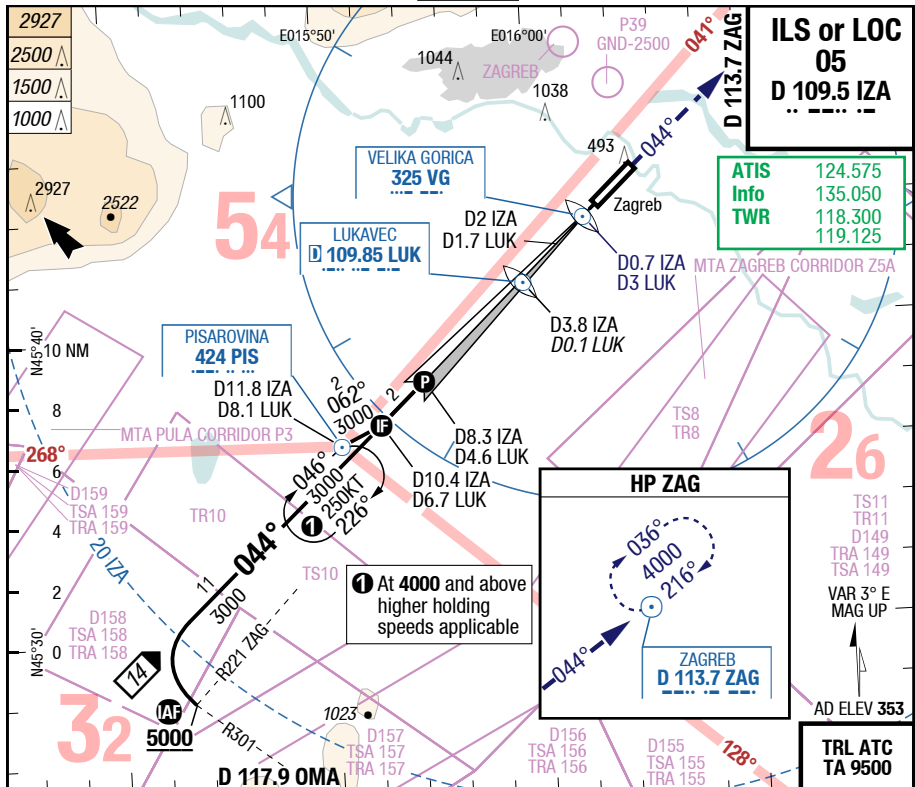 2927
2500
1500
1000
E015°50'
E016°00'
P39
GND-2500
ZAGREB
1044
1038
1100
2927
2522
493
Zagreb
041°
044°
D 113.7 ZAG
ILS or LOC
05
D 109.5 IZA
ATIS 124.575
Info 135.050
TWR 118.300
119.125
VELIKA GORICA
325 VG
54
LUKAVEC
D 109.85 LUK
D2 IZA
D1.7 LUK
D0.7 IZA
D3 LUK
MTA ZAGREB CORRIDOR Z5A
D3.8 IZA
D0.1 LUK
N45°40'
10 NM
8
6
4
2
0
N45°30'
PISAROVINA
424 PIS
D11.8 IZA
D8.1 LUK
2
062°
3000
2
P
IF
D8.3 IZA
D4.6 LUK
D10.4 IZA
D6.7 LUK
MTA PULA CORRIDOR P3
268°
D159
TSA 159
TRA 159
TR10
046°
3000
250KT
226°
1
TS8
TR8
26
044°
11
3000
20 IZA
TS10
1 At 4000 and above
higher holding
speeds applicable
HP ZAG
036°
4000
216°
044°
ZAGREB
D 113.7 ZAG
TS11
TR11
D149
TRA 149
TSA 149
VAR 3° E
MAG UP
D158
TSA 158
TRA 158
14
IAF
5000
R221 ZAG
R301
1023
D 117.9 OMA
32
D157
TSA 157
TRA 157
D156
TSA 156
TRA 156
D155
TSA 155
TRA 155
128°
AD ELEV 353
TRL ATC
TA 9500